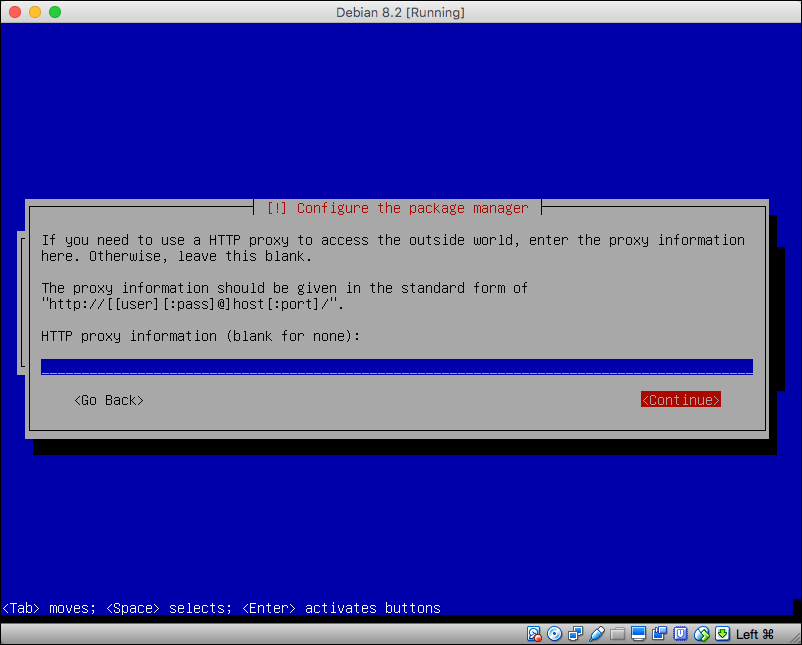 Debian 8.2 [Running]
[!] Configure the package manager
If you need to use a HTTP proxy to access the outside world, enter the proxy information
here. Otherwise, leave this blank.
The proxy information should be given in the standard form of
"http://[[user][:pass]@]host[:port]/".
HTTP proxy information (blank for none):
<Go Back> <Continue>
<Tab> moves; <Space> selects; <Enter> activates buttons
Left ⌘